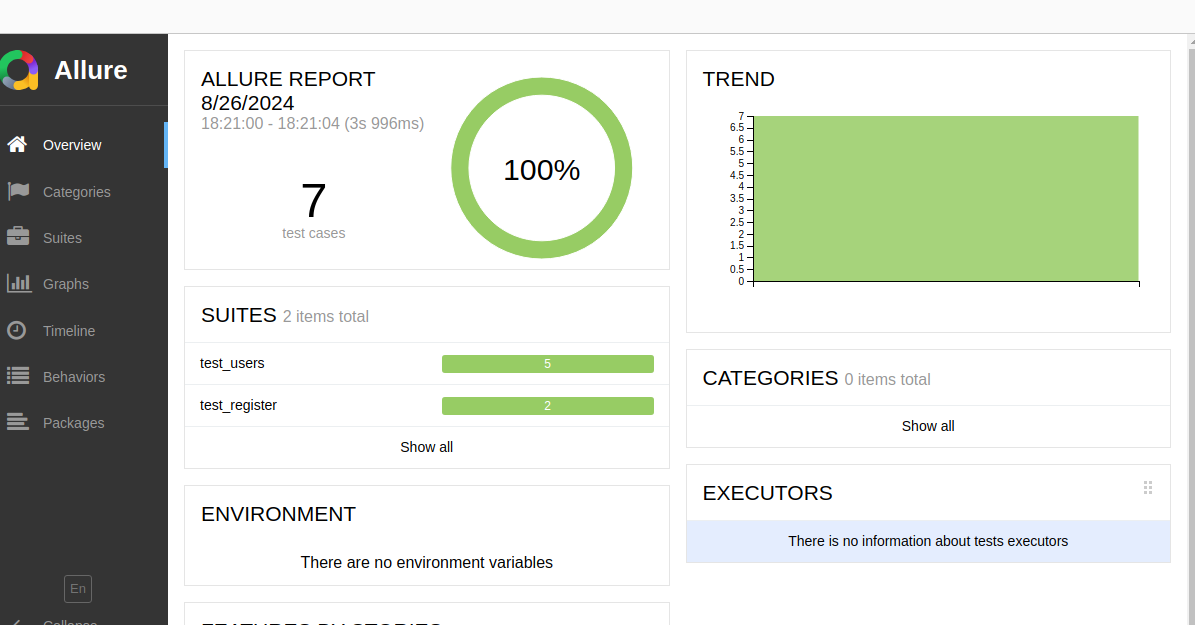 Allure
Overview
Categories
Suites
Graphs
Timeline
Behaviors
Packages
En
Collapse
ALLURE REPORT
8/26/2024
18:21:00 - 18:21:04 (3s 996ms)
7
test cases
100%
SUITES 2 items total
test_users 5
test_register 2
Show all
ENVIRONMENT
There are no environment variables
FEATURES BY STORIES
TREND
7
6.5
6
5.5
5
4.5
4
3.5
3
2.5
2
1.5
1
0.5
0
CATEGORIES 0 items total
Show all
EXECUTORS
There is no information about tests executors